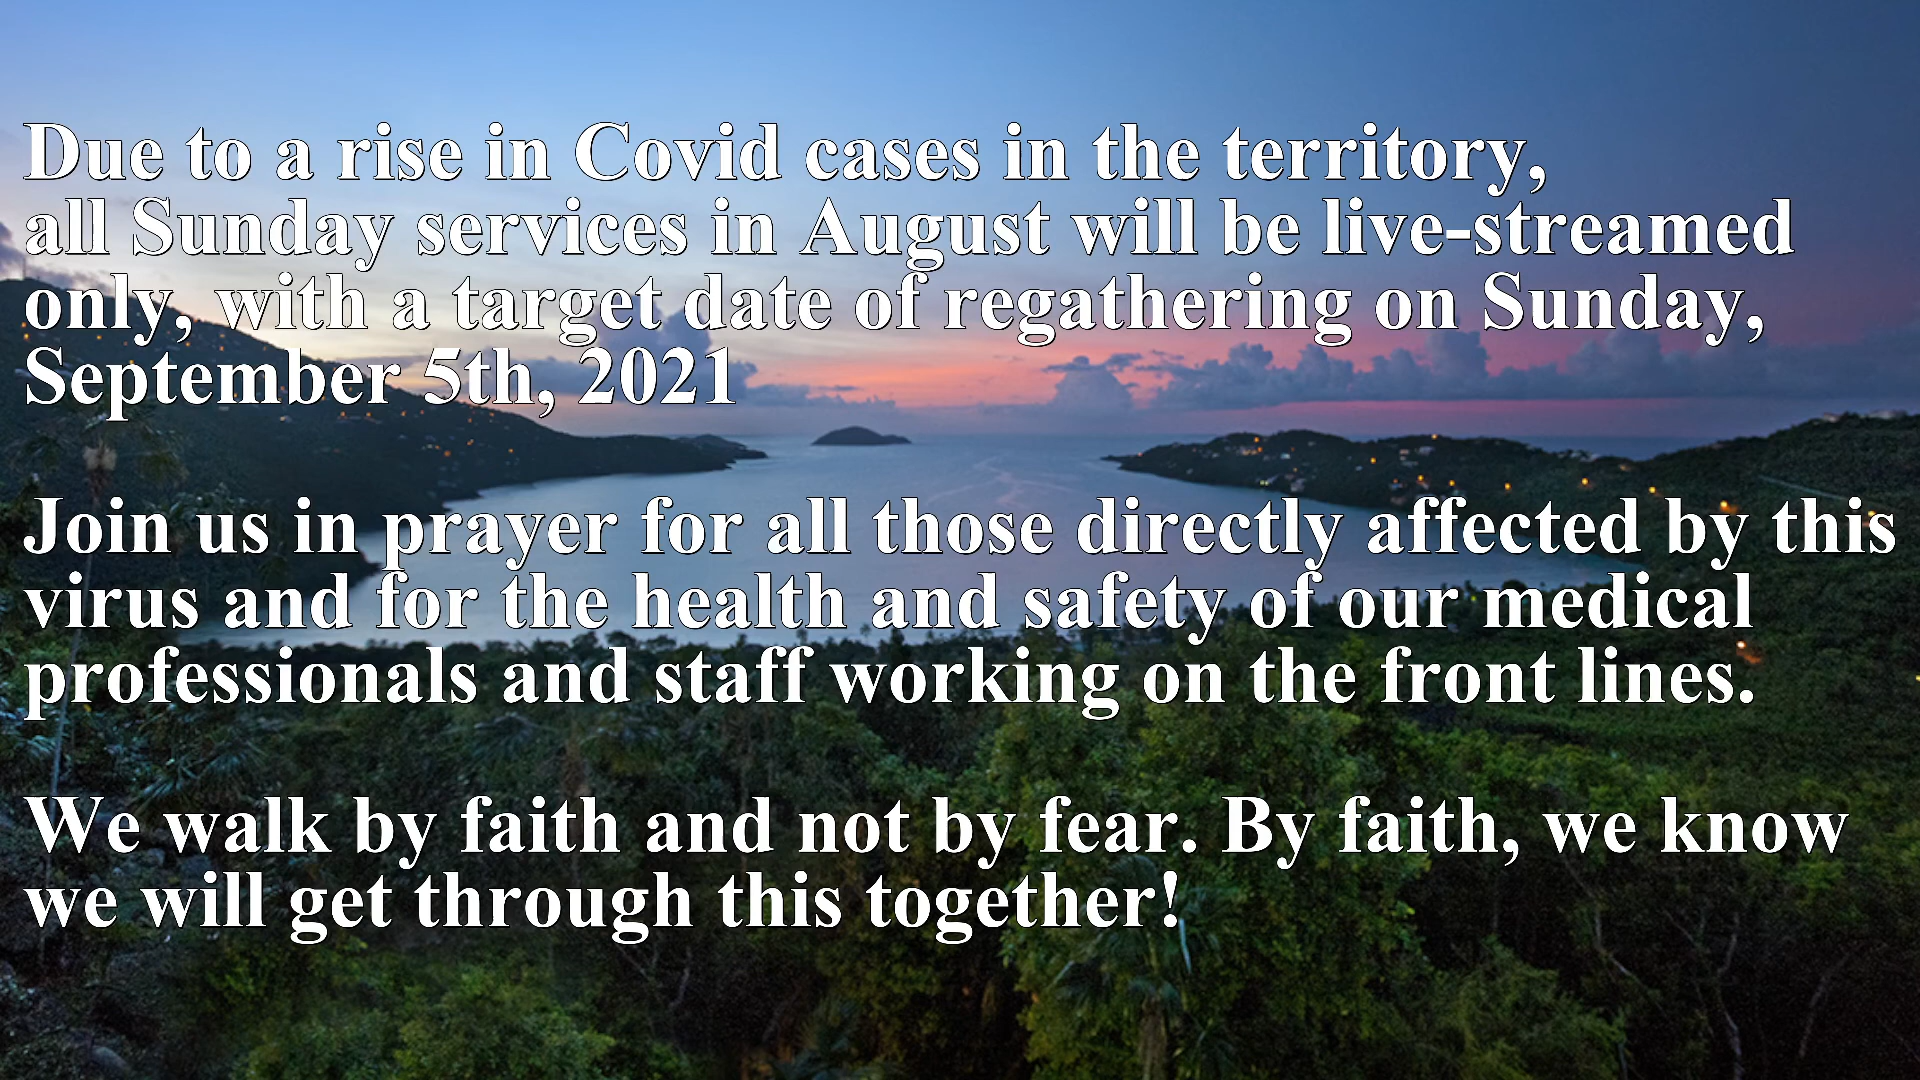 Due to a rise in Covid cases in the territory,
all Sunday services in August will be live-streamed
only, with a target date of regathering on Sunday,
September 5th, 2021
Join us in prayer for all those directly affected by this
virus and for the health and safety of our medical
professionals and staff working on the front lines.
We walk by faith and not by fear. By faith, we know
we will get through this together!